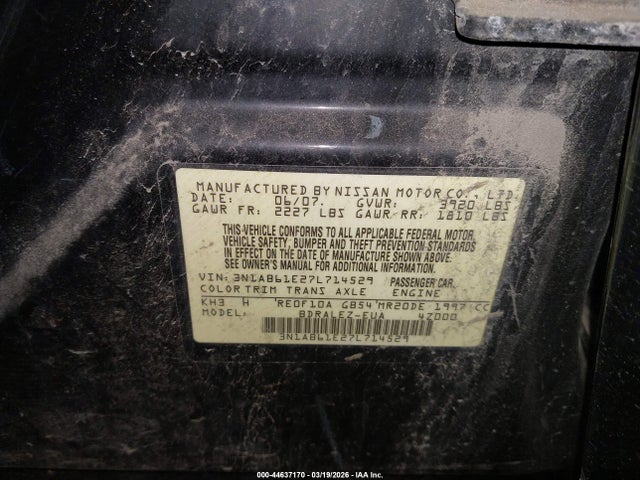 MANUFACTURED BY NISSAN MOTOR CO., LTD.
DATE: 06/07. GVWR: 3920 LBS
GAWR FR: 2227 LBS GAWR RR: 1810 LBS
THIS VEHICLE CONFORMS TO ALL APPLICABLE FEDERAL MOTOR
VEHICLE SAFETY, BUMPER AND THEFT PREVENTION STANDARDS
IN EFFECT ON THE DATE OF MANUFACTURE SHOWN ABOVE.
SEE OWNER'S MANUAL FOR ADDITIONAL INFORMATION.
VIN: 3N1AB61E27L714529 PASSENGER CAR
COLOR TRIM TRANS AXLE ENGINE
KH3 H RE0F10A GB54 MR20DE 1997 CC
MODEL: BDRALEZ-EUA 4Z000
3N1AB61E27L714529
000-44637170 | 03/19/2026 | IAA Inc.